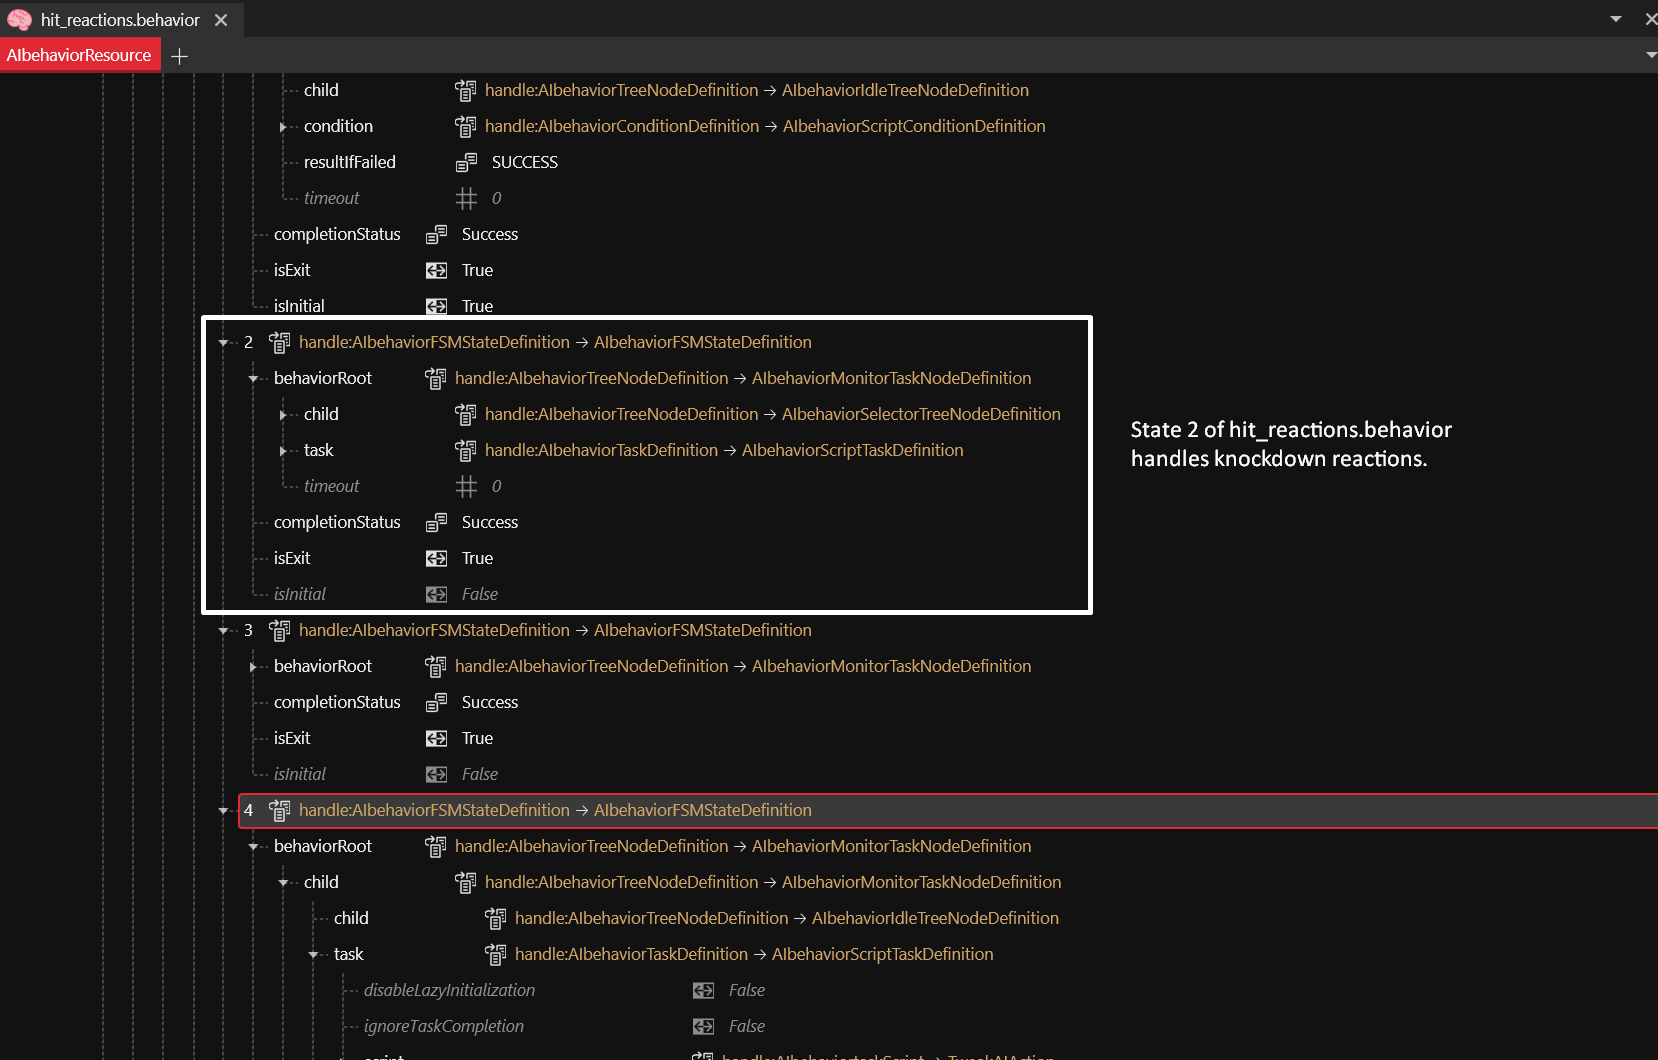 hit_reactions.behavior
AIbehaviorResource
child handle:AIbehaviorTreeNodeDefinition → AIbehaviorIdleTreeNodeDefinition
condition handle:AIbehaviorConditionDefinition → AIbehaviorScriptConditionDefinition
resultIfFailed SUCCESS
timeout 0
completionStatus Success
isExit True
isInitial True
2 handle:AIbehaviorFSMStateDefinition → AIbehaviorFSMStateDefinition
behaviorRoot handle:AIbehaviorTreeNodeDefinition → AIbehaviorMonitorTaskNodeDefinition
child handle:AIbehaviorTreeNodeDefinition → AIbehaviorSelectorTreeNodeDefinition
task handle:AIbehaviorTaskDefinition → AIbehaviorScriptTaskDefinition
timeout 0
completionStatus Success
isExit True
isInitial False
State 2 of hit_reactions.behavior
handles knockdown reactions.
3 handle:AIbehaviorFSMStateDefinition → AIbehaviorFSMStateDefinition
behaviorRoot handle:AIbehaviorTreeNodeDefinition → AIbehaviorMonitorTaskNodeDefinition
completionStatus Success
isExit True
isInitial False
4 handle:AIbehaviorFSMStateDefinition → AIbehaviorFSMStateDefinition
behaviorRoot handle:AIbehaviorTreeNodeDefinition → AIbehaviorMonitorTaskNodeDefinition
child handle:AIbehaviorTreeNodeDefinition → AIbehaviorMonitorTaskNodeDefinition
child handle:AIbehaviorTreeNodeDefinition → AIbehaviorIdleTreeNodeDefinition
task handle:AIbehaviorTaskDefinition → AIbehaviorScriptTaskDefinition
disableLazyInitialization False
ignoreTaskCompletion False
script handle:AIbehaviortaskScript → TweakAIAction